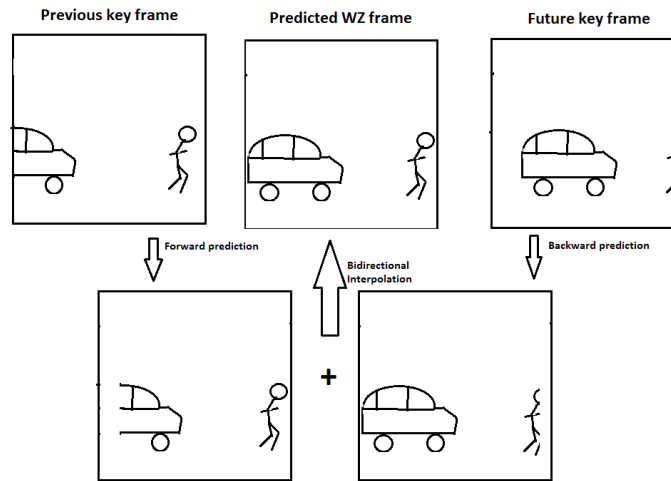 Previous key frame
Predicted WZ frame
Future key frame
Forward prediction
Bidirectional
Interpolation
Backward prediction
+